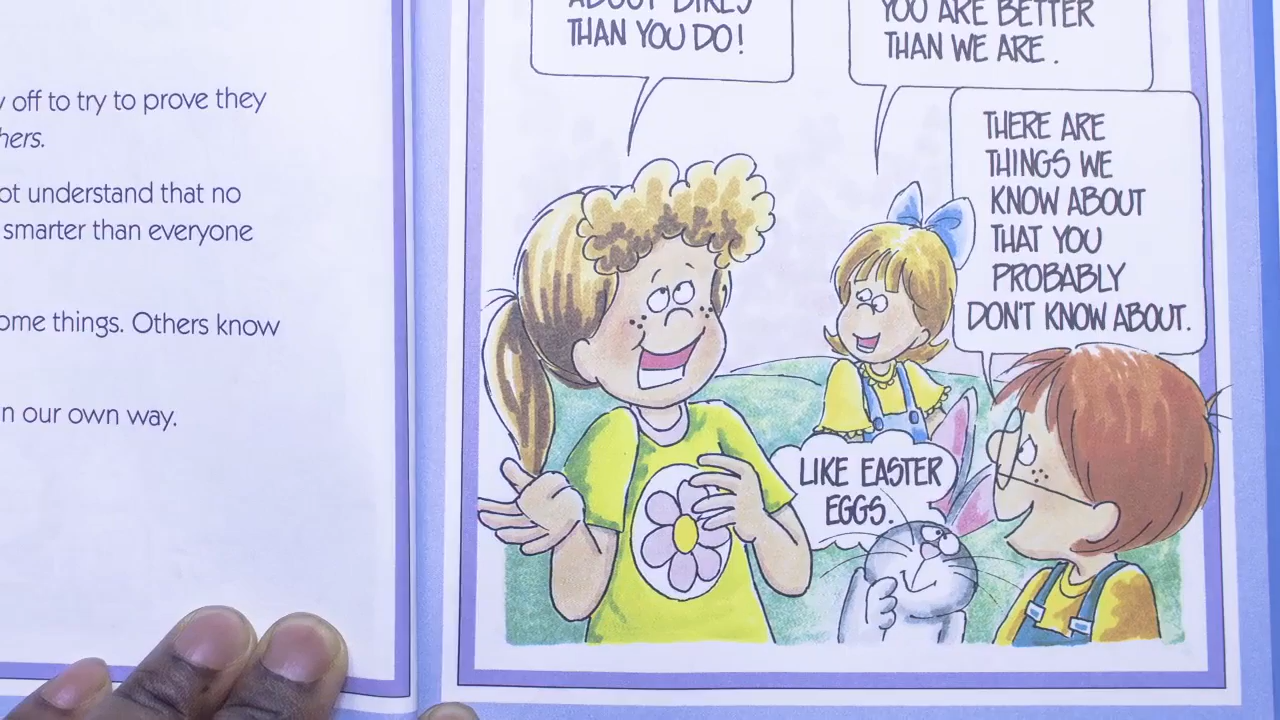 off to try to prove they
hers.
ot understand that no
smarter than everyone
ome things. Others know
n our own way.
ABOUT
THAN YOU DO!
YOU ARE BETTER
THAN WE ARE.
THERE ARE
THINGS WE
KNOW ABOUT
THAT YOU
PROBABLY
DON'T KNOW ABOUT.
LIKE EASTER
EGGS.